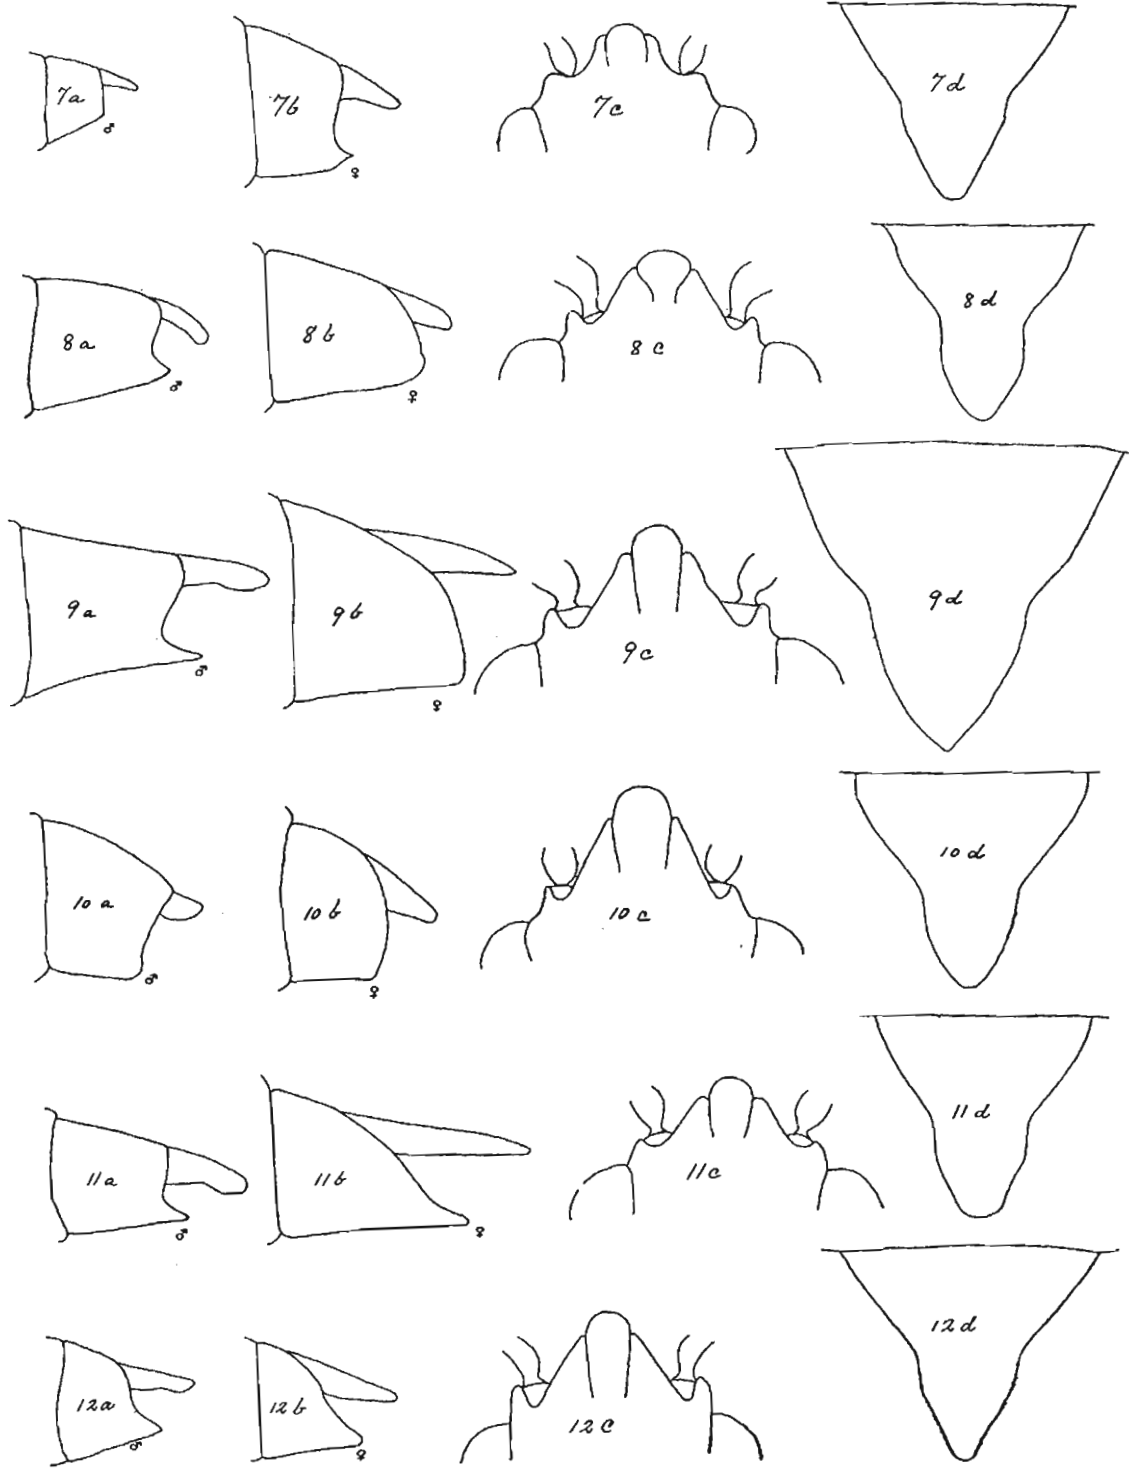 7a ♂ 7b ♀ 7c 7d
8a ♂ 8b ♀ 8c 8d
9a ♂ 9b ♀ 9c 9d
10a ♂ 10b ♀ 10c 10d
11a ♂ 11b ♀ 11c 11d
12a ♂ 12b ♀ 12c 12d